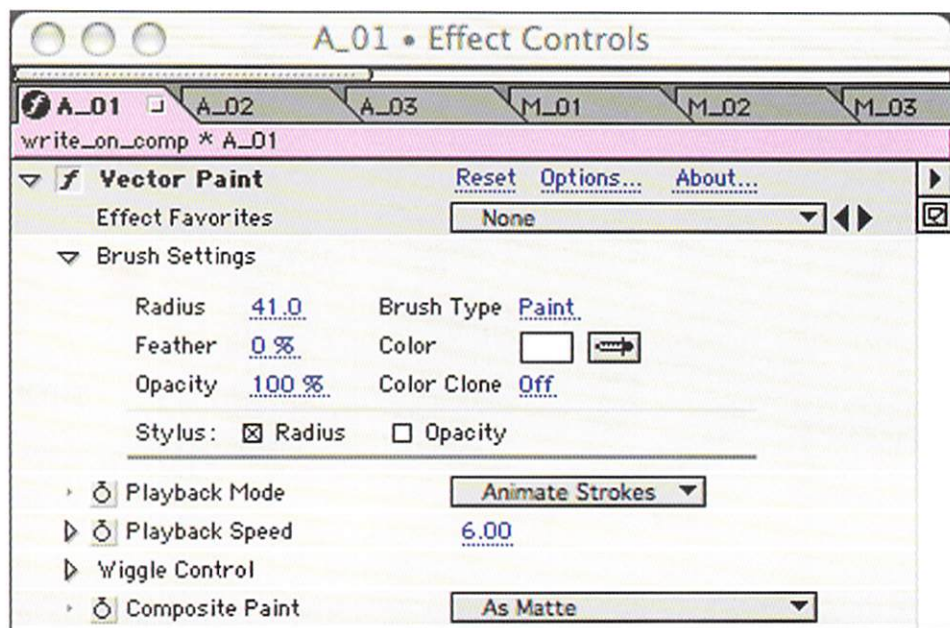 A_01 • Effect Controls
A_01 A_02 A_03 M_01 M_02 M_03
write_on_comp * A_01
f Vector Paint Reset Options... About...
Effect Favorites None
Brush Settings
Radius 41.0 Brush Type Paint
Feather 0 % Color
Opacity 100 % Color Clone Off
Stylus: Radius Opacity
Playback Mode Animate Strokes
Playback Speed 6.00
Wiggle Control
Composite Paint As Matte